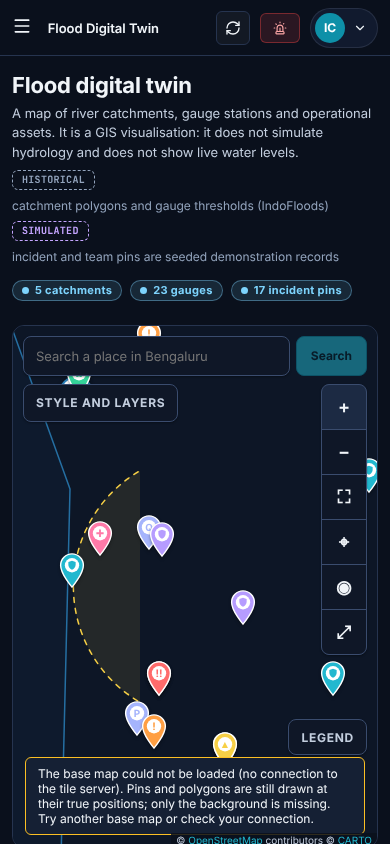 Flood Digital Twin
IC
Flood digital twin
A map of river catchments, gauge stations and operational
assets. It is a GIS visualisation: it does not simulate
hydrology and does not show live water levels.
HISTORICAL
catchment polygons and gauge thresholds (IndoFloods)
SIMULATED
incident and team pins are seeded demonstration records
5 catchments
23 gauges
17 incident pins
Search a place in Bengaluru
Search
STYLE AND LAYERS
+
−
!!
P
!
LEGEND
The base map could not be loaded (no connection to
the tile server). Pins and polygons are still drawn at
their true positions; only the background is missing.
Try another base map or check your connection.
© OpenStreetMap contributors © CARTO